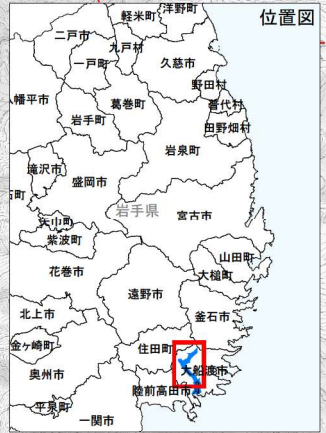 位置図
洋野町
軽米町
二戸市
九戸村
一戸町
久慈市
野田村
八幡平市
葛巻町
普代村
岩手町
田野畑村
岩泉町
滝沢市
盛岡市
岩手県
宮古市
矢巾町
紫波町
山田町
大槌町
花巻市
遠野市
釜石市
北上市
住田町
金ヶ崎町
大船渡市
奥州市
陸前高田市
平泉町
一関市